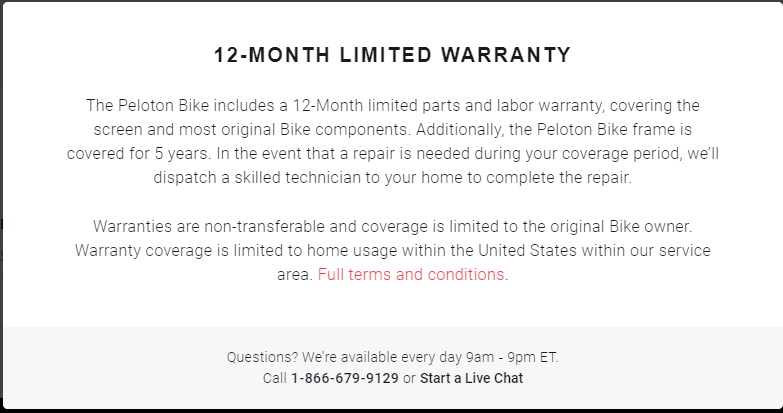 12-MONTH LIMITED WARRANTY
The Peloton Bike includes a 12-Month limited parts and labor warranty, covering the
screen and most original Bike components. Additionally, the Peloton Bike frame is
covered for 5 years. In the event that a repair is needed during your coverage period, we’ll
dispatch a skilled technician to your home to complete the repair.
Warranties are non-transferable and coverage is limited to the original Bike owner.
Warranty coverage is limited to home usage within the United States within our service
area. Full terms and conditions.
Questions? We’re available every day 9am - 9pm ET.
Call 1-866-679-9129 or Start a Live Chat